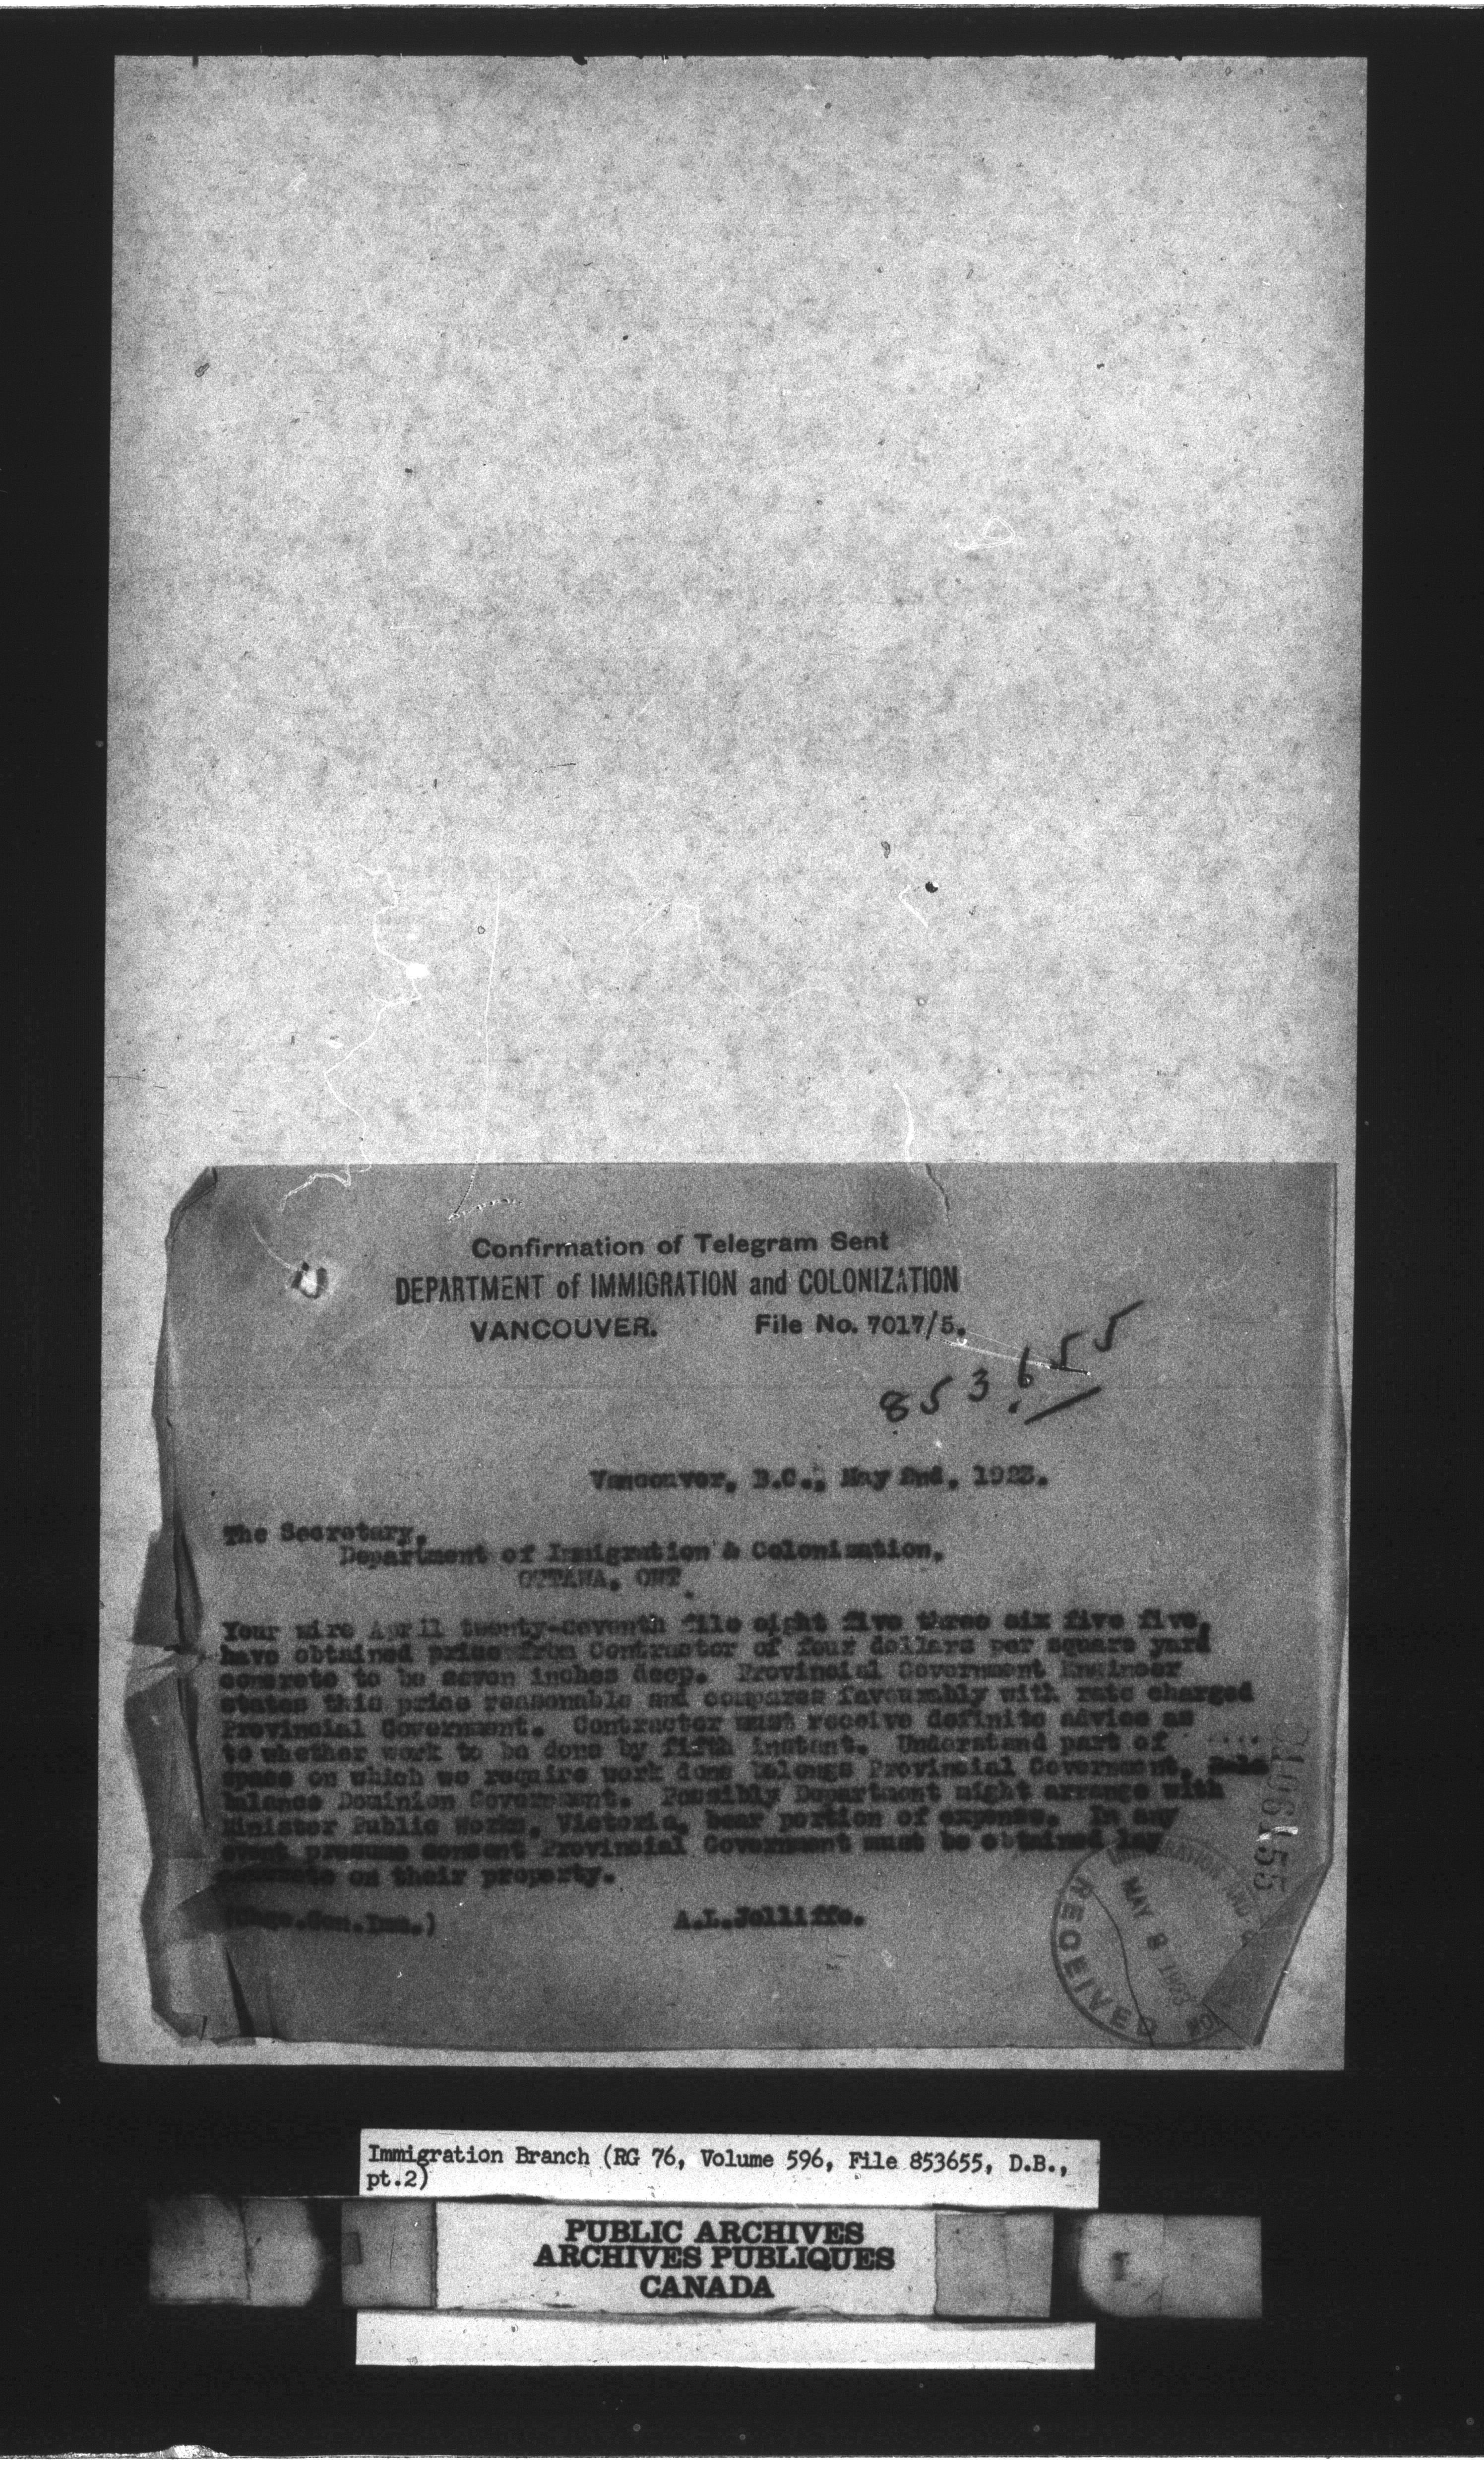 Confirmation of Telegram Sent
DEPARTMENT of IMMIGRATION and COLONIZATION
VANCOUVER. File No. 7017/5.
853655
Vancouver, B.C., May 2nd, 1923.
The Secretary,
Department of Immigration & Colonization,
OTTAWA, ONT.
Your wire April twenty-seventh file eight five three six five five,
have obtained price from Contractor of four dollars per square yard
concrete to be seven inches deep. Provincial Government Engineer
states this price reasonable and compares favourably with rate charged
Provincial Government. Contractor must receive definite advice as
to whether work to be done by fifth instant. Understand part of
space on which we require work done belongs Provincial Government,
balance Dominion Government. Possibly Department might arrange with
Minister Public Works, Victoria, bear portion of expense. In any
event presume consent Provincial Government must be obtained lay
concrete on their property.
A.L.Jolliffe.
RECEIVED
MAY 8 1923
Immigration Branch (RG 76, Volume 596, File 853655, D.B.,
pt.2)
PUBLIC ARCHIVES
ARCHIVES PUBLIQUES
CANADA